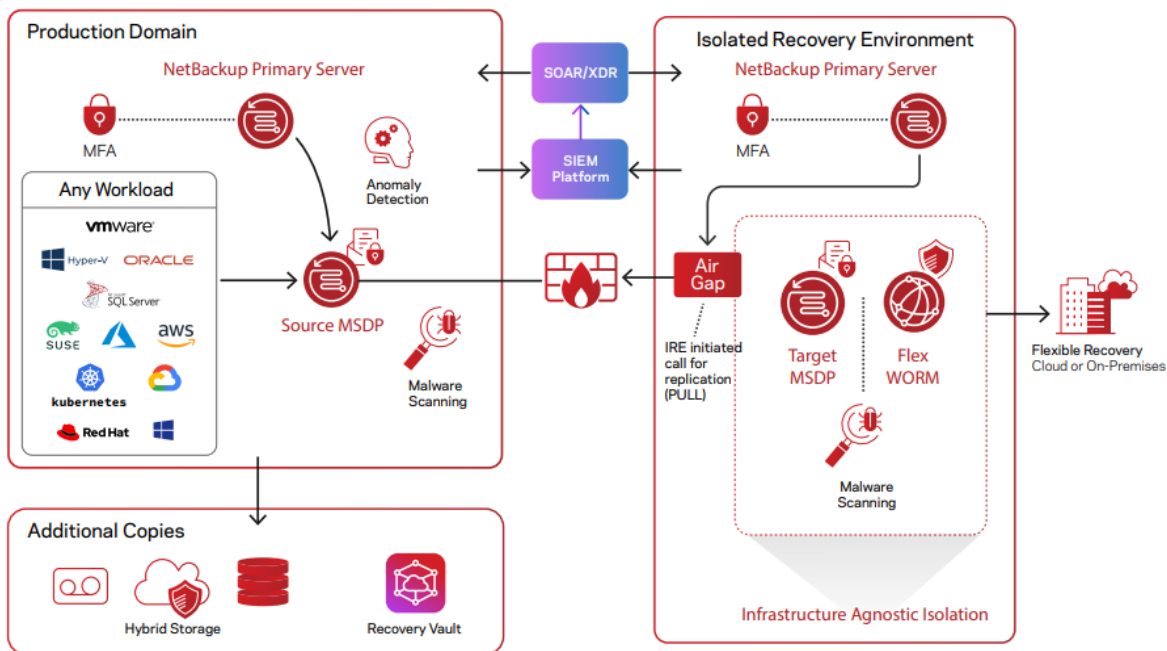 Production Domain
NetBackup Primary Server
MFA
Anomaly
Detection
Any Workload
vmware®
Hyper-V
ORACLE
Microsoft
SQL Server
SUSE
aws
kubernetes
Red Hat
Source MSDP
Malware
Scanning
SOAR/XDR
SIEM
Platform
Isolated Recovery Environment
NetBackup Primary Server
MFA
Air
Gap
IRE initiated
call for
replication
(PULL)
Target
MSDP
Flex
WORM
Malware
Scanning
Infrastructure Agnostic Isolation
Flexible Recovery
Cloud or On-Premises
Additional Copies
Hybrid Storage
Recovery Vault